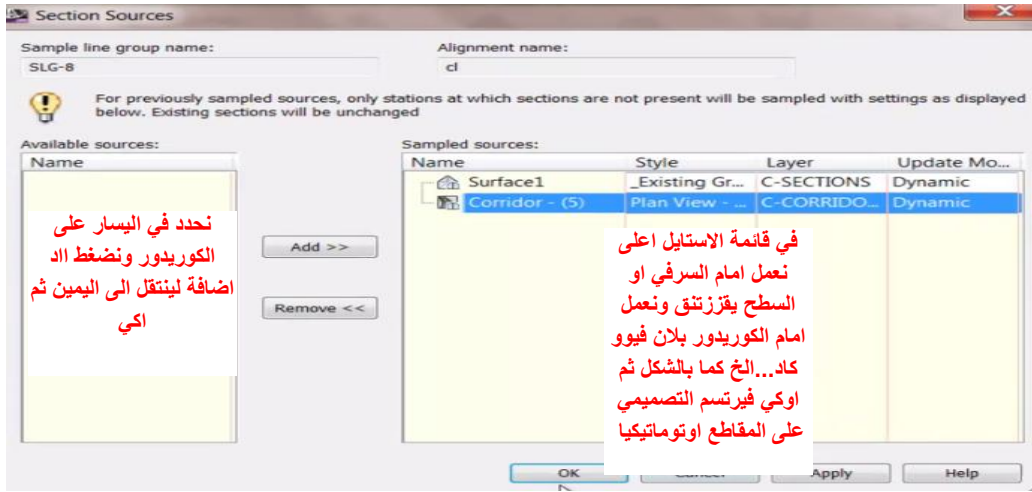 Section Sources
Sample line group name:
Alignment name:
SLG-8
cl
For previously sampled sources, only stations at which sections are not present will be sampled with settings as displayed
below. Existing sections will be unchanged
Available sources:
Sampled sources:
Name
Name Style Layer Update Mo...
Surface1 _Existing Gr... C-SECTIONS Dynamic
Corridor - (5) Plan View - ... C-CORRIDO... Dynamic
نحدد في اليسار على
الكوريدور ونضغط ااد
اضافة لينتقل الى اليمين ثم
اكي
Add >>
Remove <<
في قائمة الاستايل اعلى
نعمل امام السرفي او
السطح يقززتنق ونعمل
امام الكوريدور بلان فيوو
كاد...الخ كما بالشكل ثم
اوكي فيرتسم التصميمي
على المقاطع اوتوماتيكيا
OK
Cancel
Apply
Help